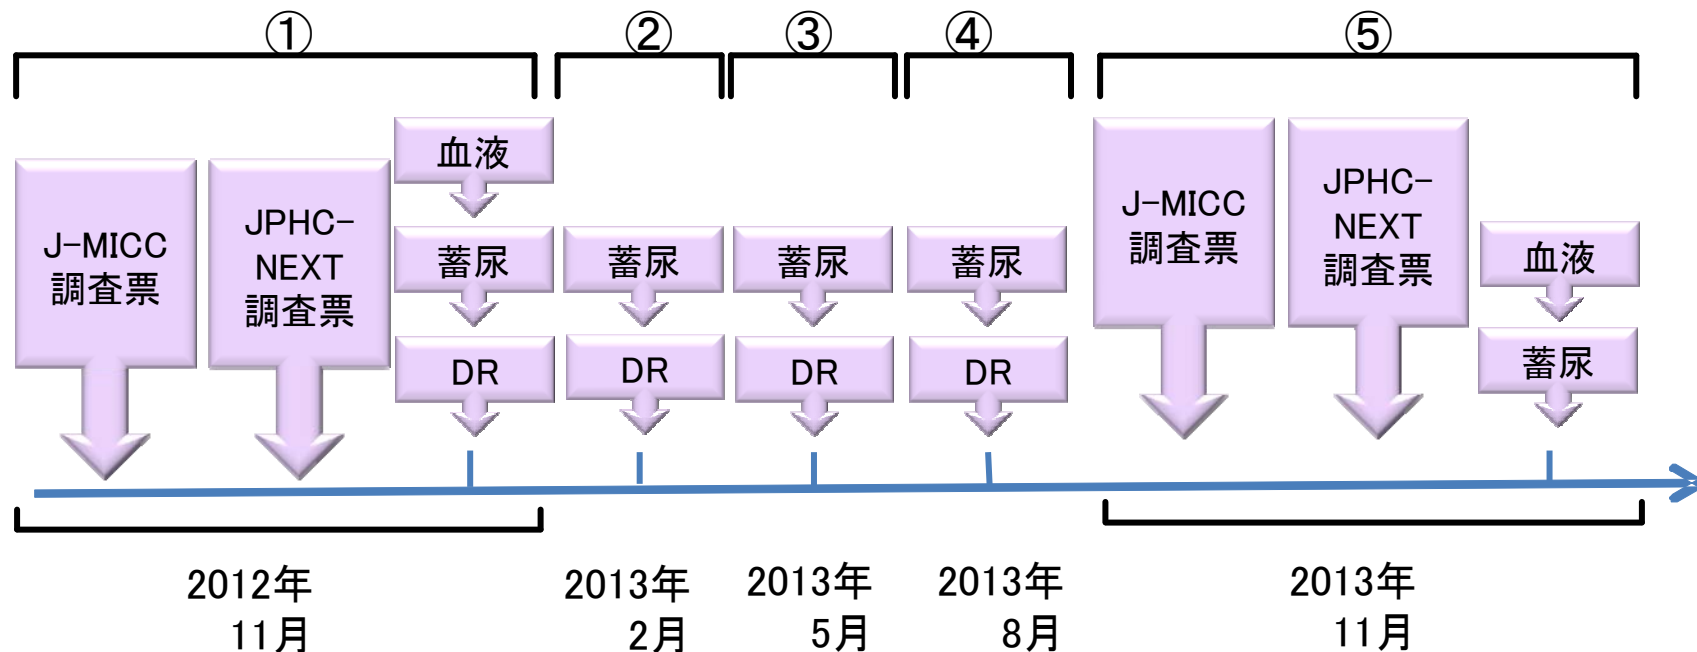 ①
②
③
④
⑤
J-MICC
調査票
JPHC-
NEXT
調査票
血液
蓄尿
DR
蓄尿
DR
蓄尿
DR
蓄尿
DR
J-MICC
調査票
JPHC-
NEXT
調査票
血液
蓄尿
2012年
11月
2013年
2月
2013年
5月
2013年
8月
2013年
11月